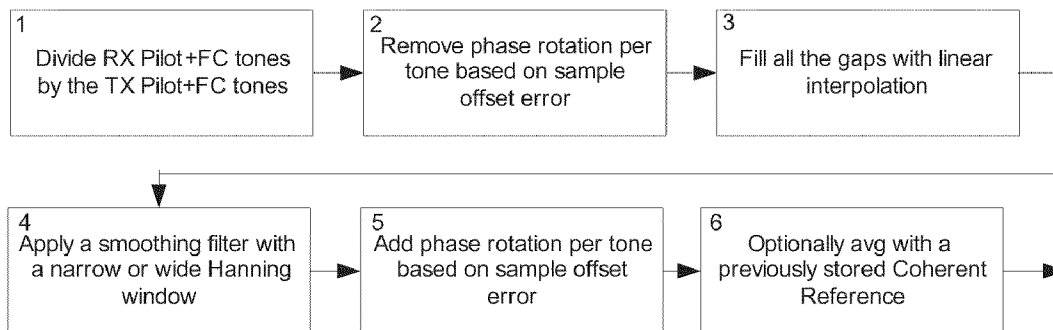 1
Divide RX Pilot+FC tones
by the TX Pilot+FC tones
2
Remove phase rotation per
tone based on sample
offset error
3
Fill all the gaps with linear
interpolation
4
Apply a smoothing filter with
a narrow or wide Hanning
window
5
Add phase rotation per tone
based on sample offset
error
6
Optionally avg with a
previously stored Coherent
Reference